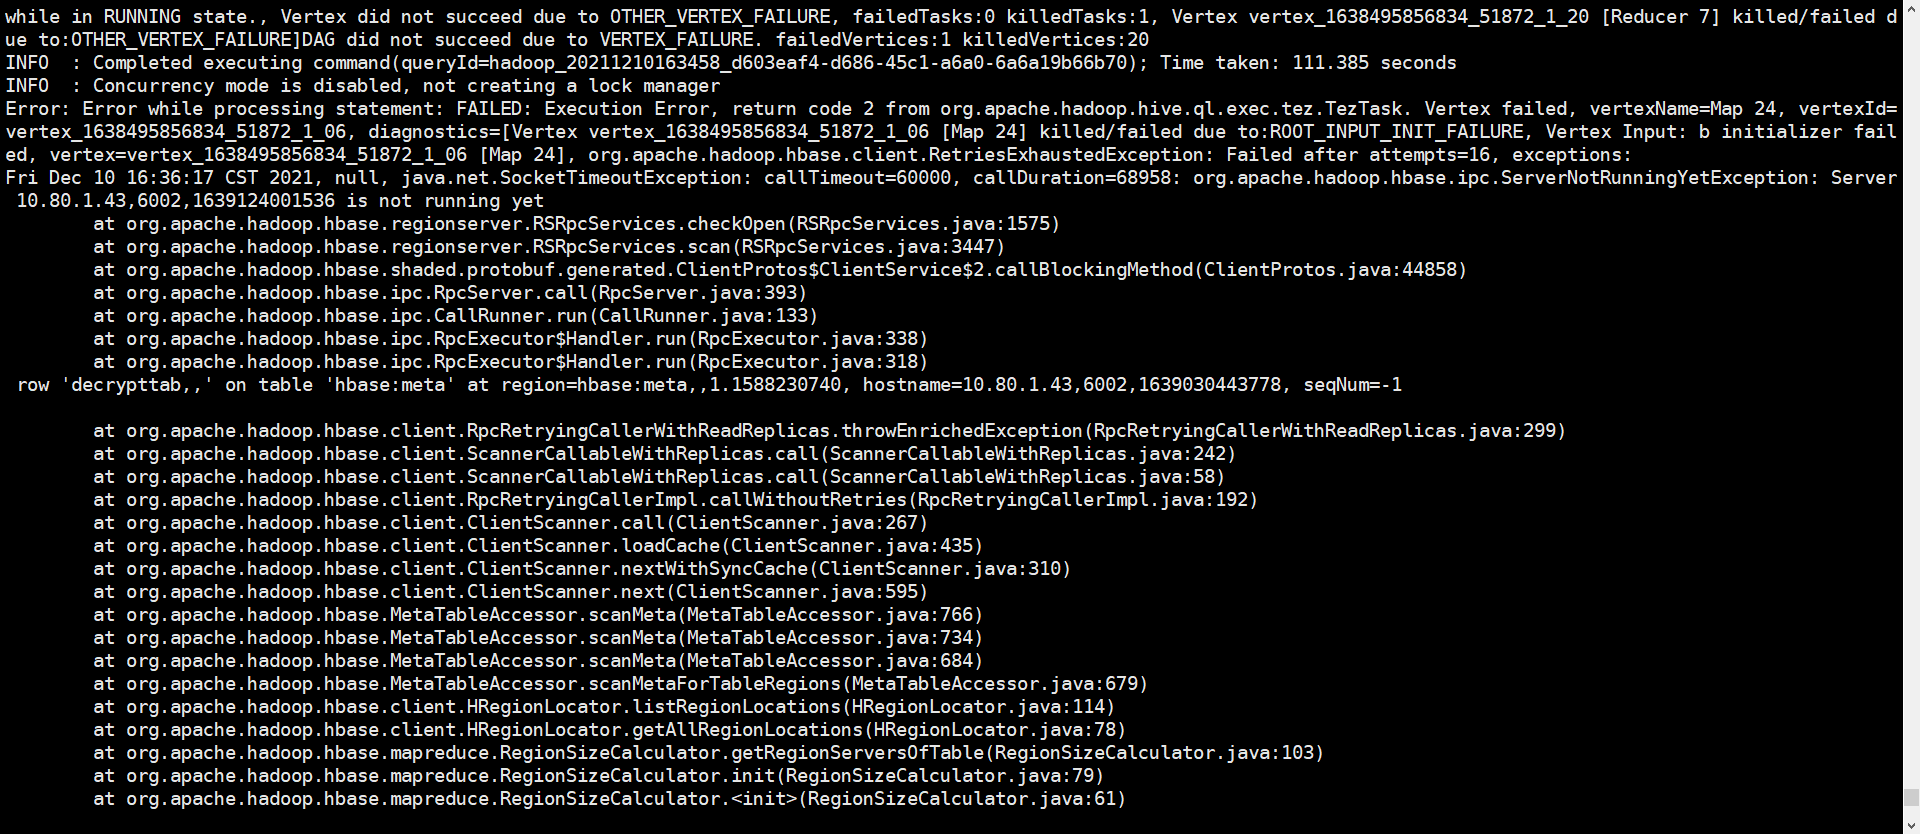 while in RUNNING state., Vertex did not succeed due to OTHER_VERTEX_FAILURE, failedTasks:0 killedTasks:1, Vertex vertex_1638495856834_51872_1_20 [Reducer 7] killed/failed d
ue to:OTHER_VERTEX_FAILURE]DAG did not succeed due to VERTEX_FAILURE. failedVertices:1 killedVertices:20
INFO  : Completed executing command(queryId=hadoop_20211210163458_d603eaf4-d686-45c1-a6a0-6a6a19b66b70); Time taken: 111.385 seconds
INFO  : Concurrency mode is disabled, not creating a lock manager
Error: Error while processing statement: FAILED: Execution Error, return code 2 from org.apache.hadoop.hive.ql.exec.tez.TezTask. Vertex failed, vertexName=Map 24, vertexId=
vertex_1638495856834_51872_1_06, diagnostics=[Vertex vertex_1638495856834_51872_1_06 [Map 24] killed/failed due to:ROOT_INPUT_INIT_FAILURE, Vertex Input: b initializer fail
ed, vertex=vertex_1638495856834_51872_1_06 [Map 24], org.apache.hadoop.hbase.client.RetriesExhaustedException: Failed after attempts=16, exceptions:
Fri Dec 10 16:36:17 CST 2021, null, java.net.SocketTimeoutException: callTimeout=60000, callDuration=68958: org.apache.hadoop.hbase.ipc.ServerNotRunningYetException: Server
 10.80.1.43,6002,1639124001536 is not running yet
        at org.apache.hadoop.hbase.regionserver.RSRpcServices.checkOpen(RSRpcServices.java:1575)
        at org.apache.hadoop.hbase.regionserver.RSRpcServices.scan(RSRpcServices.java:3447)
        at org.apache.hadoop.hbase.shaded.protobuf.generated.ClientProtos$ClientService$2.callBlockingMethod(ClientProtos.java:44858)
        at org.apache.hadoop.hbase.ipc.RpcServer.call(RpcServer.java:393)
        at org.apache.hadoop.hbase.ipc.CallRunner.run(CallRunner.java:133)
        at org.apache.hadoop.hbase.ipc.RpcExecutor$Handler.run(RpcExecutor.java:338)
        at org.apache.hadoop.hbase.ipc.RpcExecutor$Handler.run(RpcExecutor.java:318)
 row 'decrypttab,,' on table 'hbase:meta' at region=hbase:meta,,1.1588230740, hostname=10.80.1.43,6002,1639030443778, seqNum=-1
        at org.apache.hadoop.hbase.client.RpcRetryingCallerWithReadReplicas.throwEnrichedException(RpcRetryingCallerWithReadReplicas.java:299)
        at org.apache.hadoop.hbase.client.ScannerCallableWithReplicas.call(ScannerCallableWithReplicas.java:242)
        at org.apache.hadoop.hbase.client.ScannerCallableWithReplicas.call(ScannerCallableWithReplicas.java:58)
        at org.apache.hadoop.hbase.client.RpcRetryingCallerImpl.callWithoutRetries(RpcRetryingCallerImpl.java:192)
        at org.apache.hadoop.hbase.client.ClientScanner.call(ClientScanner.java:267)
        at org.apache.hadoop.hbase.client.ClientScanner.loadCache(ClientScanner.java:435)
        at org.apache.hadoop.hbase.client.ClientScanner.nextWithSyncCache(ClientScanner.java:310)
        at org.apache.hadoop.hbase.client.ClientScanner.next(ClientScanner.java:595)
        at org.apache.hadoop.hbase.MetaTableAccessor.scanMeta(MetaTableAccessor.java:766)
        at org.apache.hadoop.hbase.MetaTableAccessor.scanMeta(MetaTableAccessor.java:734)
        at org.apache.hadoop.hbase.MetaTableAccessor.scanMeta(MetaTableAccessor.java:684)
        at org.apache.hadoop.hbase.MetaTableAccessor.scanMetaForTableRegions(MetaTableAccessor.java:679)
        at org.apache.hadoop.hbase.client.HRegionLocator.listRegionLocations(HRegionLocator.java:114)
        at org.apache.hadoop.hbase.client.HRegionLocator.getAllRegionLocations(HRegionLocator.java:78)
        at org.apache.hadoop.hbase.mapreduce.RegionSizeCalculator.getRegionServersOfTable(RegionSizeCalculator.java:103)
        at org.apache.hadoop.hbase.mapreduce.RegionSizeCalculator.init(RegionSizeCalculator.java:79)
        at org.apache.hadoop.hbase.mapreduce.RegionSizeCalculator.<init>(RegionSizeCalculator.java:61)